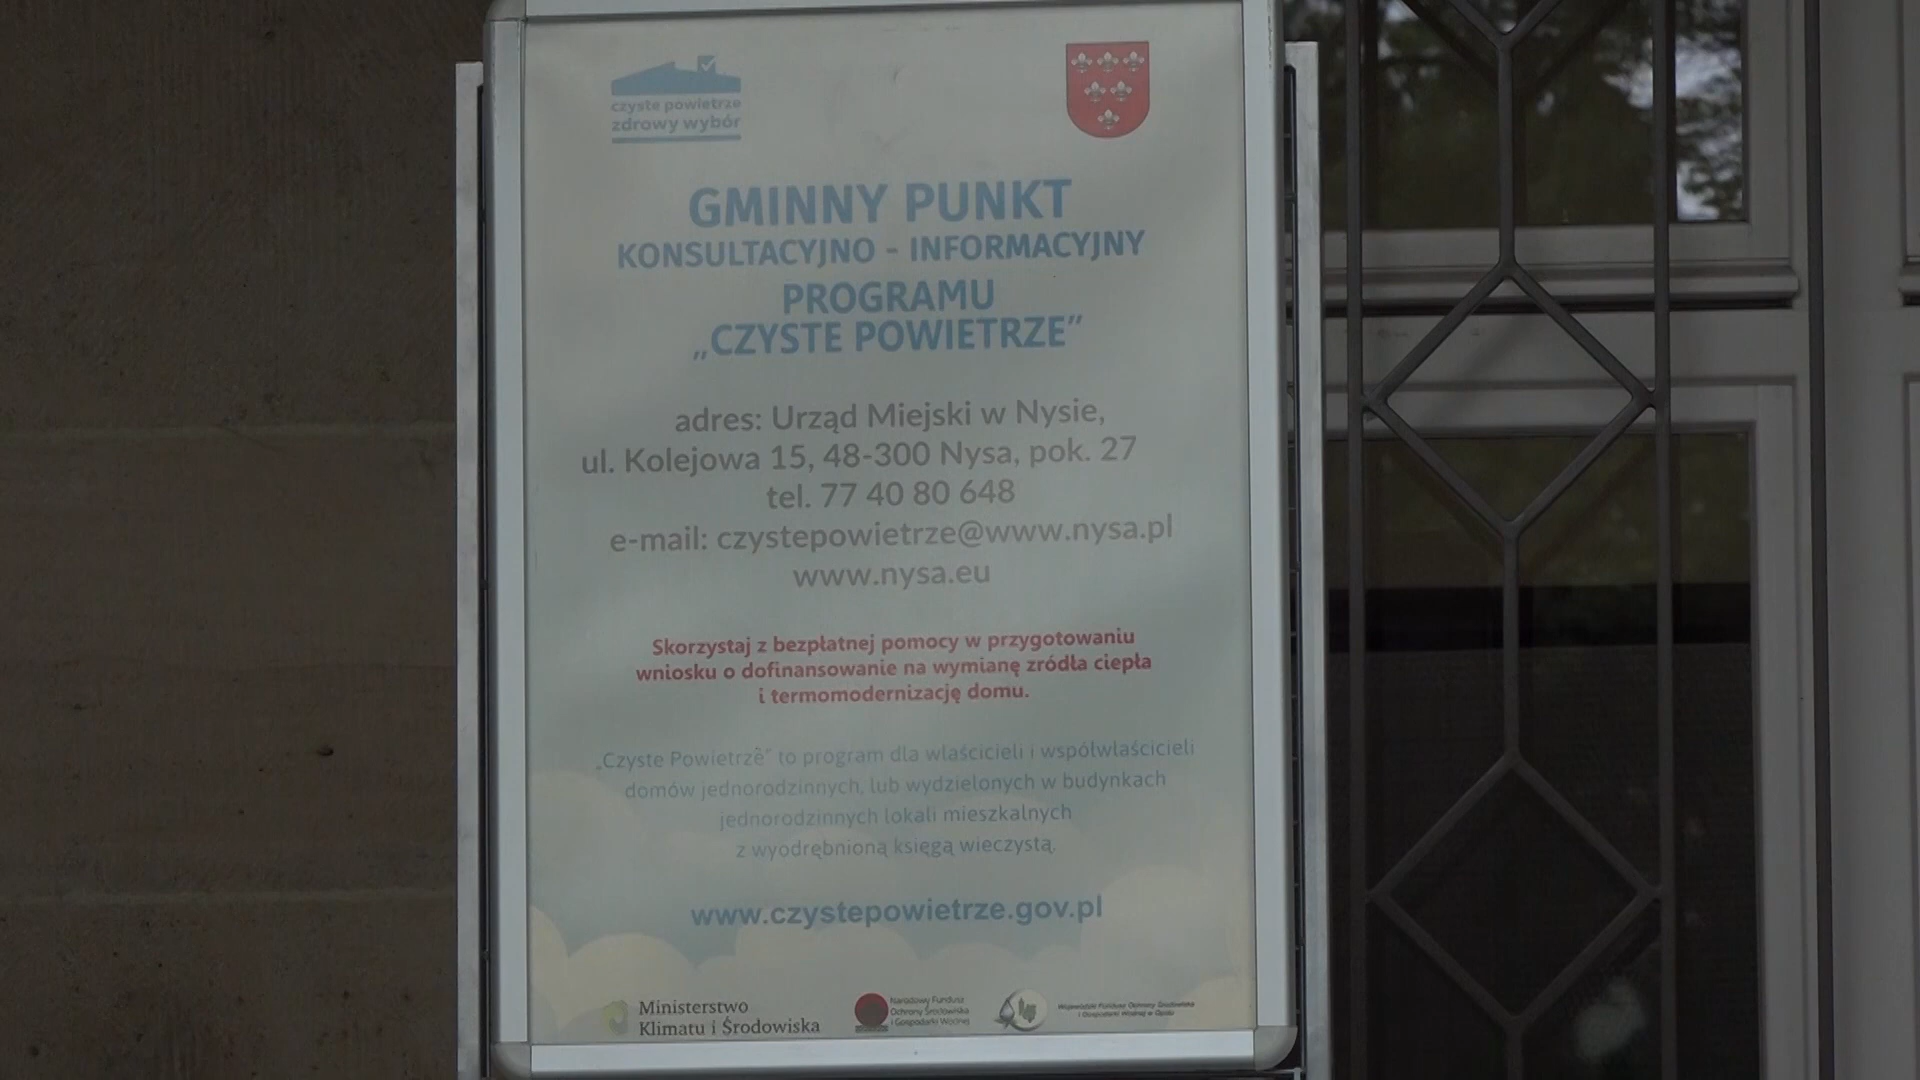 czyste powietrze
zdrowy wybór
GMINNY PUNKT
KONSULTACYJNO - INFORMACYJNY
PROGRAMU
„CZYSTE POWIETRZE”
adres: Urząd Miejski w Nysie,
ul. Kolejowa 15, 48-300 Nysa, pok. 27
tel. 77 40 80 648
e-mail: czystepowietrze@www.nysa.pl
www.nysa.eu
Skorzystaj z bezpłatnej pomocy w przygotowaniu
wniosku o dofinansowanie na wymianę zródła ciepła
i termomodernizację domu.
„Czyste Powietrze” to program dla właścicieli i współwłaścicieli
domów jednorodzinnych, lub wydzielonych w budynkach
jednorodzinnych lokali mieszkalnych
z wyodrębnioną księgą wieczystą.
www.czystepowietrze.gov.pl
Ministerstwo
Klimatu i Środowiska
Narodowy Fundusz
Ochrony Środowiska
i Gospodarki Wodnej
Wojewódzki Fundusz Ochrony Środowiska
i Gospodarki Wodnej w Opolu